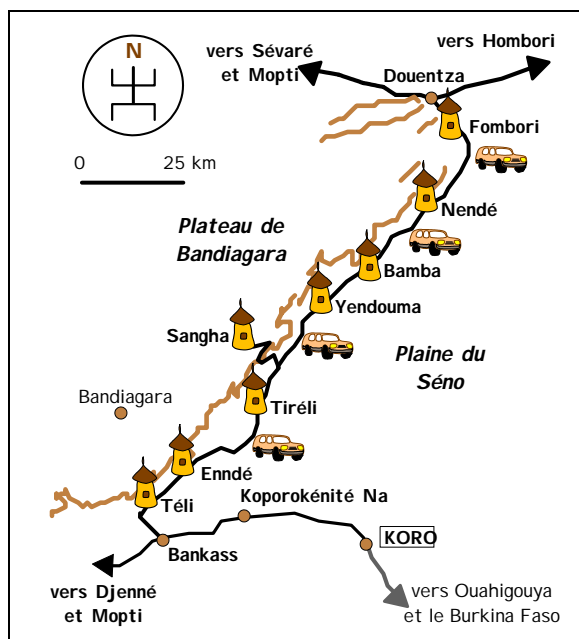 N
vers Sévaré
et Mopti
vers Hombori
Douentza
Fombori
0 25 km
Nendé
Plateau de
Bandiagara
Bamba
Yendouma
Sangha
Plaine du
Séno
Bandiagara
Tiréli
Enndé
Téli
Koporokénité Na
KORO
Bankass
vers Djenné
et Mopti
vers Ouahigouya
et le Burkina Faso